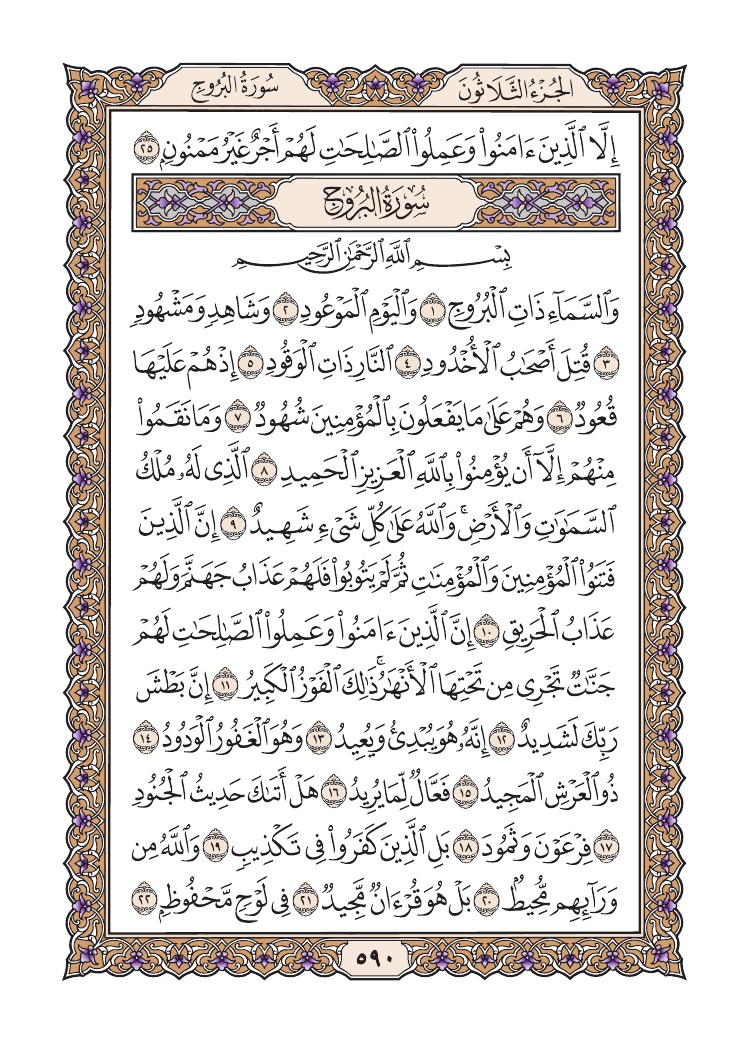 الجُزْءُ الثَّلَاثُونَ
سُورَةُ البُرُوجِ
إِلَّا ٱلَّذِينَ ءَامَنُوا۟ وَعَمِلُوا۟ ٱلصَّٰلِحَٰتِ لَهُمْ أَجْرٌ غَيْرُ مَمْنُونٍۭ ٢٥
سُورَةُ البُرُوجِ
بِسْمِ ٱللَّهِ ٱلرَّحْمَٰنِ ٱلرَّحِيمِ
وَٱلسَّمَآءِ ذَاتِ ٱلْبُرُوجِ ١ وَٱلْيَوْمِ ٱلْمَوْعُودِ ٢ وَشَاهِدٍ وَمَشْهُودٍ
٣ قُتِلَ أَصْحَٰبُ ٱلْأُخْدُودِ ٤ ٱلنَّارِ ذَاتِ ٱلْوَقُودِ ٥ إِذْ هُمْ عَلَيْهَا
قُعُودٌ ٦ وَهُمْ عَلَىٰ مَا يَفْعَلُونَ بِٱلْمُؤْمِنِينَ شُهُودٌ ٧ وَمَا نَقَمُوا۟
مِنْهُمْ إِلَّآ أَن يُؤْمِنُوا۟ بِٱللَّهِ ٱلْعَزِيزِ ٱلْحَمِيدِ ٨ ٱلَّذِى لَهُۥ مُلْكُ
ٱلسَّمَٰوَٰتِ وَٱلْأَرْضِ ۚ وَٱللَّهُ عَلَىٰ كُلِّ شَىْءٍ شَهِيدٌ ٩ إِنَّ ٱلَّذِينَ
فَتَنُوا۟ ٱلْمُؤْمِنِينَ وَٱلْمُؤْمِنَٰتِ ثُمَّ لَمْ يَتُوبُوا۟ فَلَهُمْ عَذَابُ جَهَنَّمَ وَلَهُمْ
عَذَابُ ٱلْحَرِيقِ ١٠ إِنَّ ٱلَّذِينَ ءَامَنُوا۟ وَعَمِلُوا۟ ٱلصَّٰلِحَٰتِ لَهُمْ
جَنَّٰتٌ تَجْرِى مِن تَحْتِهَا ٱلْأَنْهَٰرُ ۚ ذَٰلِكَ ٱلْفَوْزُ ٱلْكَبِيرُ ١١ إِنَّ بَطْشَ
رَبِّكَ لَشَدِيدٌ ١٢ إِنَّهُۥ هُوَ يُبْدِئُ وَيُعِيدُ ١٣ وَهُوَ ٱلْغَفُورُ ٱلْوَدُودُ ١٤
ذُو ٱلْعَرْشِ ٱلْمَجِيدُ ١٥ فَعَّالٌ لِّمَا يُرِيدُ ١٦ هَلْ أَتَىٰكَ حَدِيثُ ٱلْجُنُودِ
١٧ فِرْعَوْنَ وَثَمُودَ ١٨ بَلِ ٱلَّذِينَ كَفَرُوا۟ فِى تَكْذِيبٍ ١٩ وَٱللَّهُ مِن
وَرَآئِهِم مُّحِيطٌۢ ٢٠ بَلْ هُوَ قُرْءَانٌ مَّجِيدٌ ٢١ فِى لَوْحٍ مَّحْفُوظٍۭ ٢٢
٥٩٠